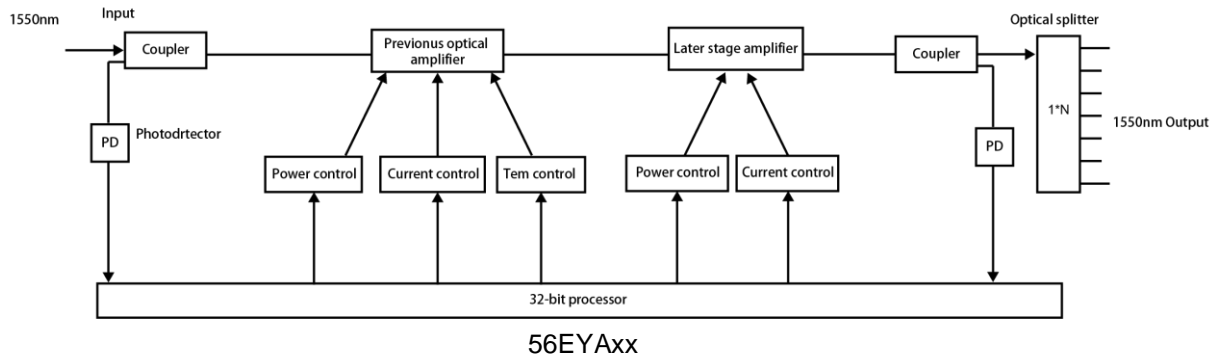 1550nm
Input
Coupler
Previonus optical
amplifier
Later stage amplifier
Coupler
Optical splitter
1*N
1550nm Output
PD
Photodrtector
PD
Power control
Current control
Tem control
Power control
Current control
32-bit processor
56EYAxx